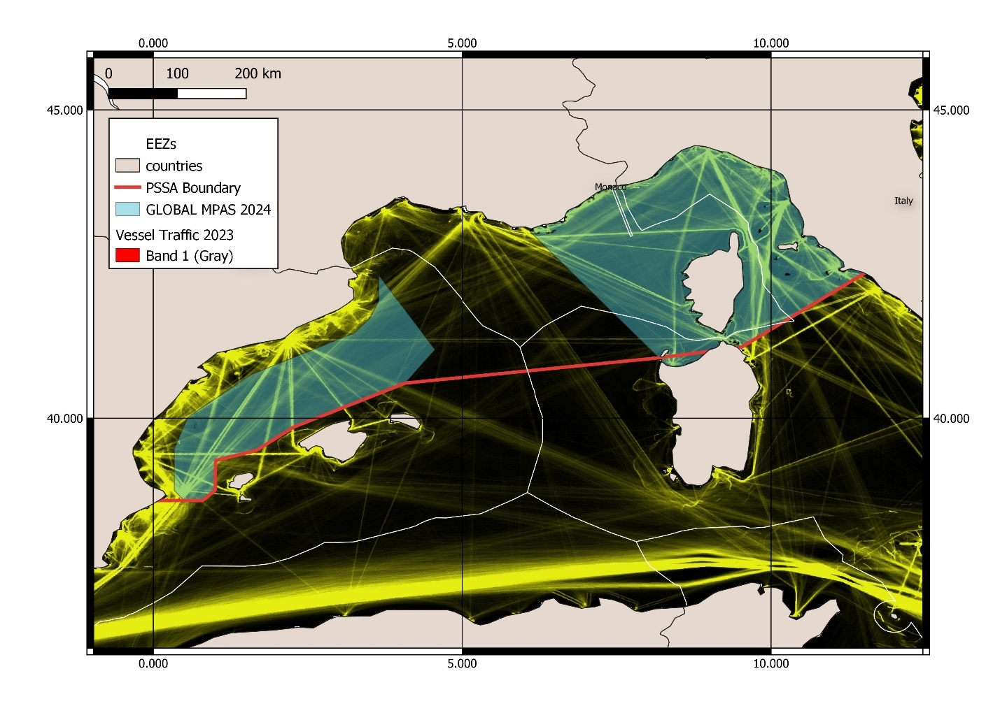 0.000 5.000 10.000
0 100 200 km
45.000 45.000
EEZs
countries
PSSA Boundary
GLOBAL MPAS 2024
Vessel Traffic 2023
Band 1 (Gray)
Monaco
Italy
40.000 40.000
0.000 5.000 10.000